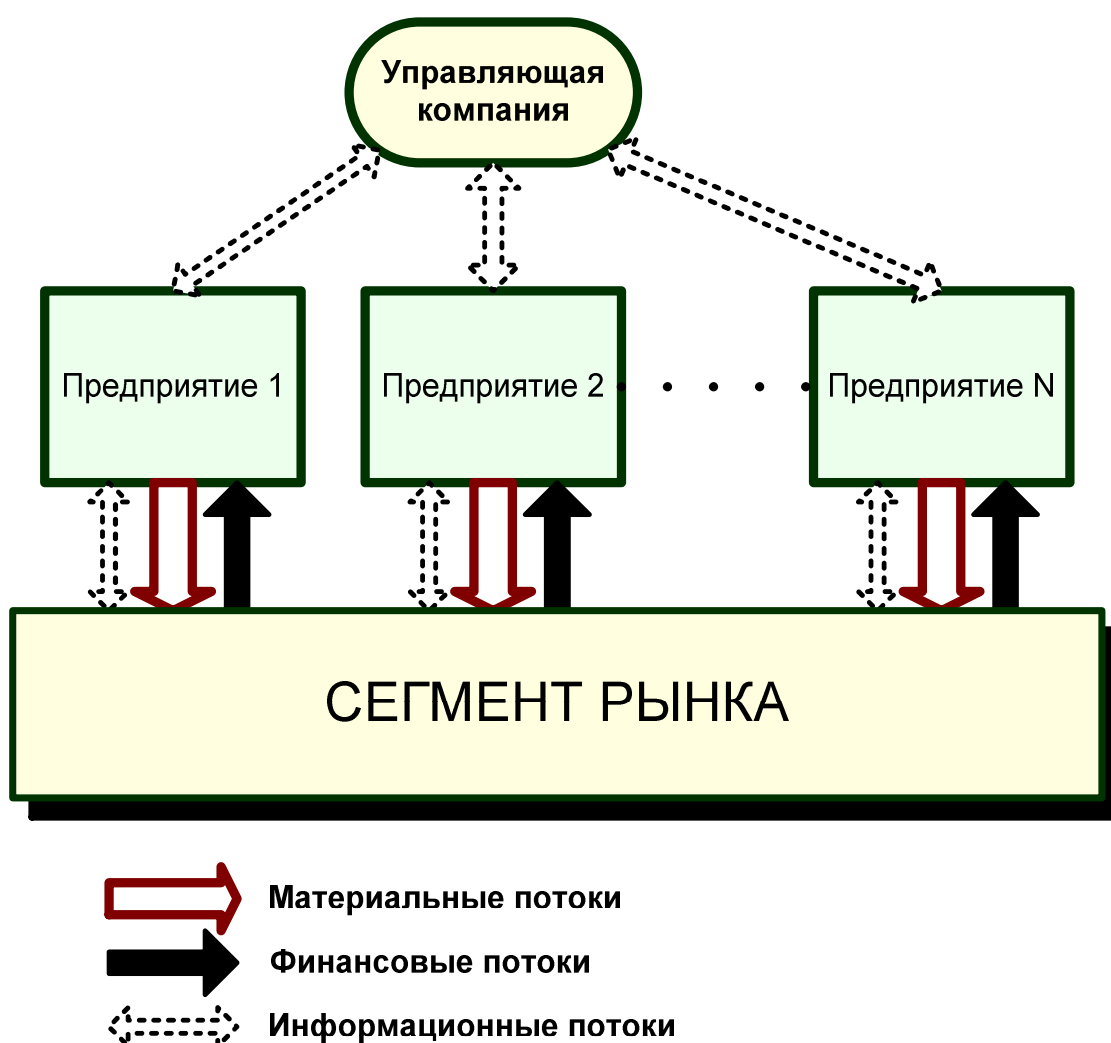 Управляющая
компания
Предприятие 1
Предприятие 2
Предприятие N
СЕГМЕНТ РЫНКА
Материальные потоки
Финансовые потоки
Информационные потоки